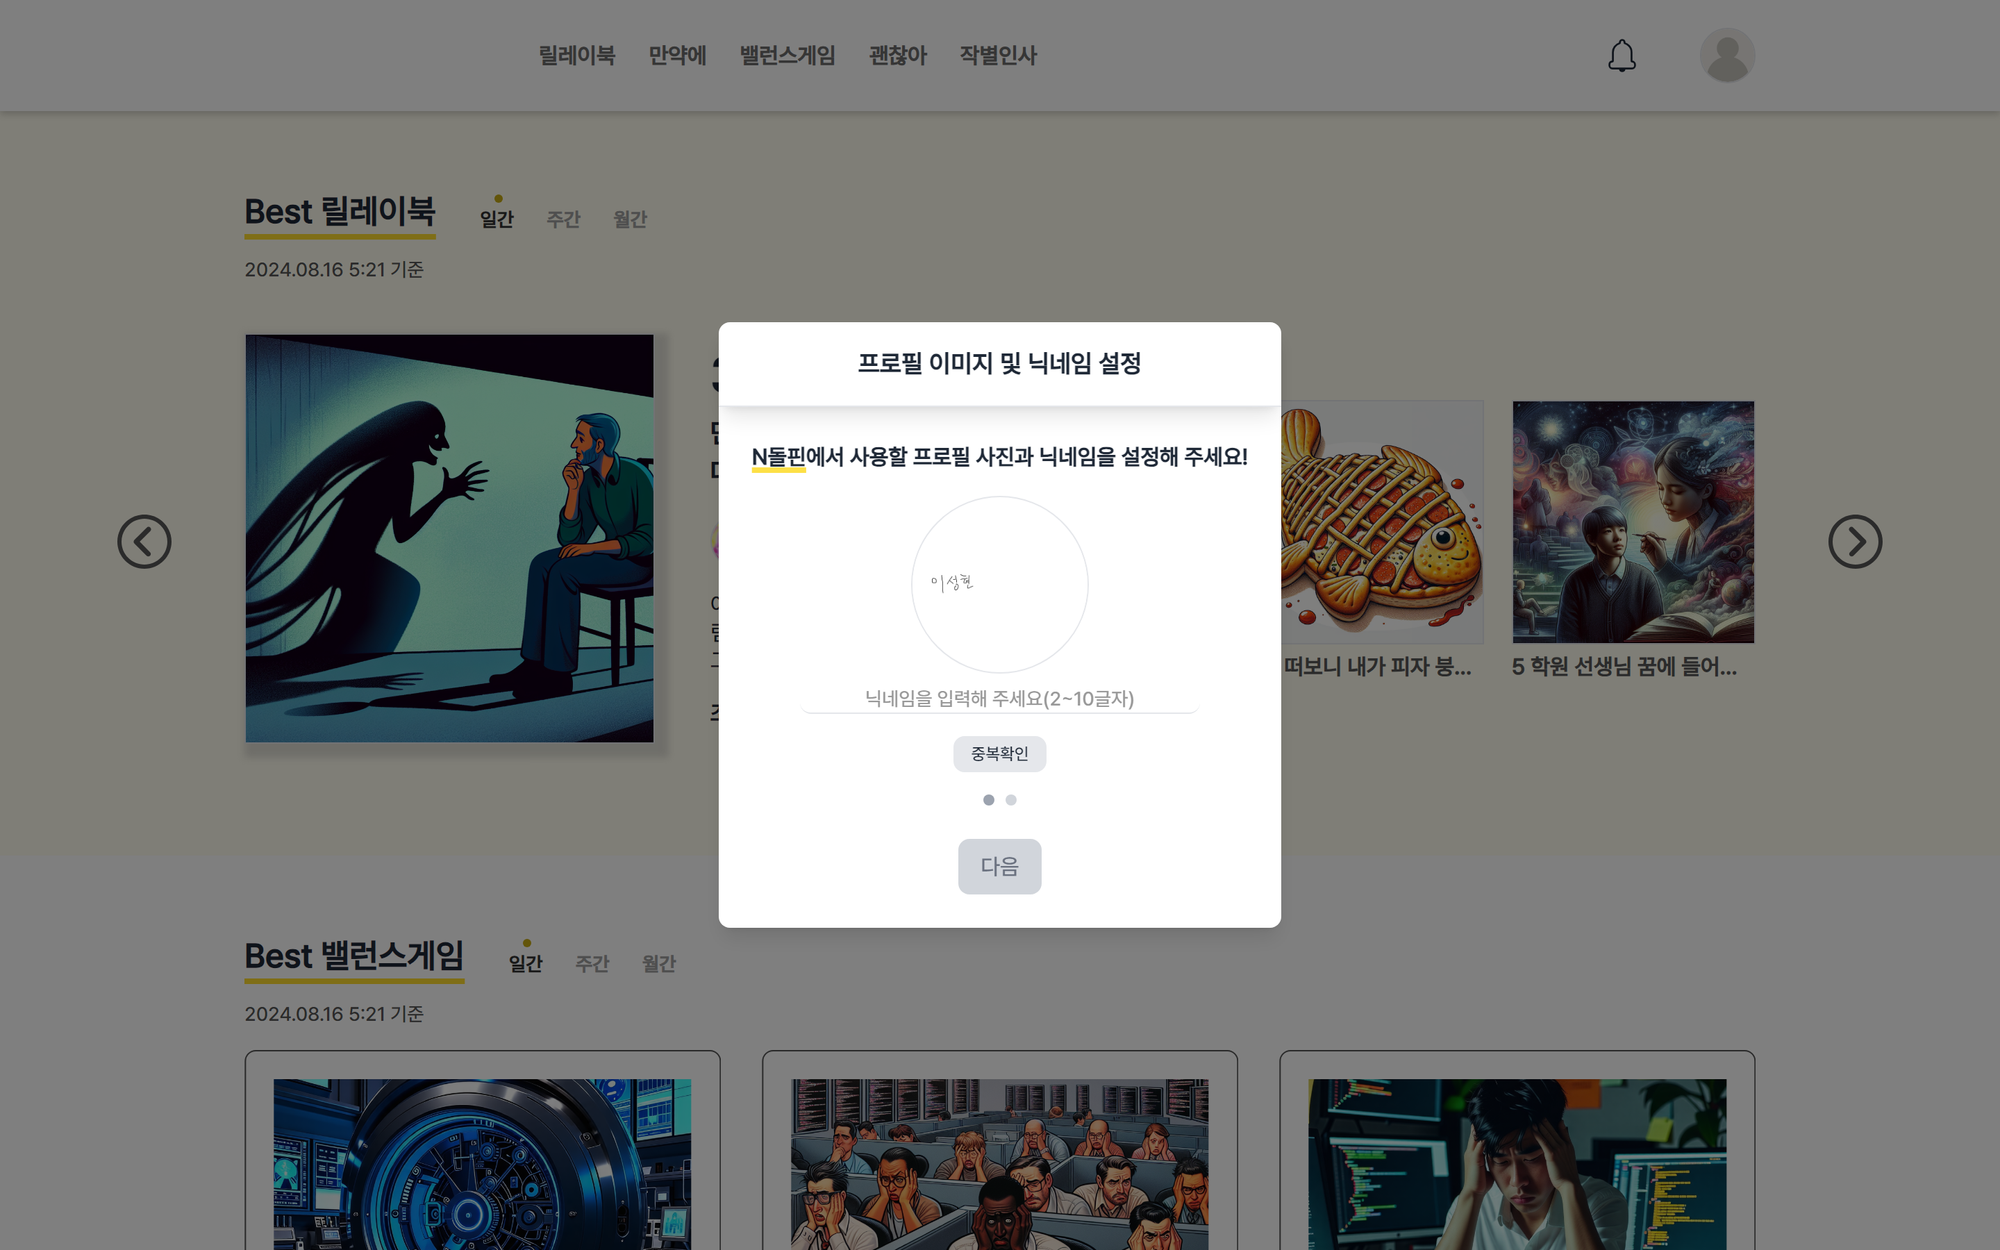 릴레이북 만약에 밸런스게임 괜찮아 작별인사
Best 릴레이북 일간 주간 월간
2024.08.16 5:21 기준
프로필 이미지 및 닉네임 설정
N돌핀에서 사용할 프로필 사진과 닉네임을 설정해 주세요!
이성현
닉네임을 입력해 주세요(2~10글자)
중복확인
다음
떠보니 내가 피자 붕...
5 학원 선생님 꿈에 들어...
Best 밸런스게임 일간 주간 월간
2024.08.16 5:21 기준